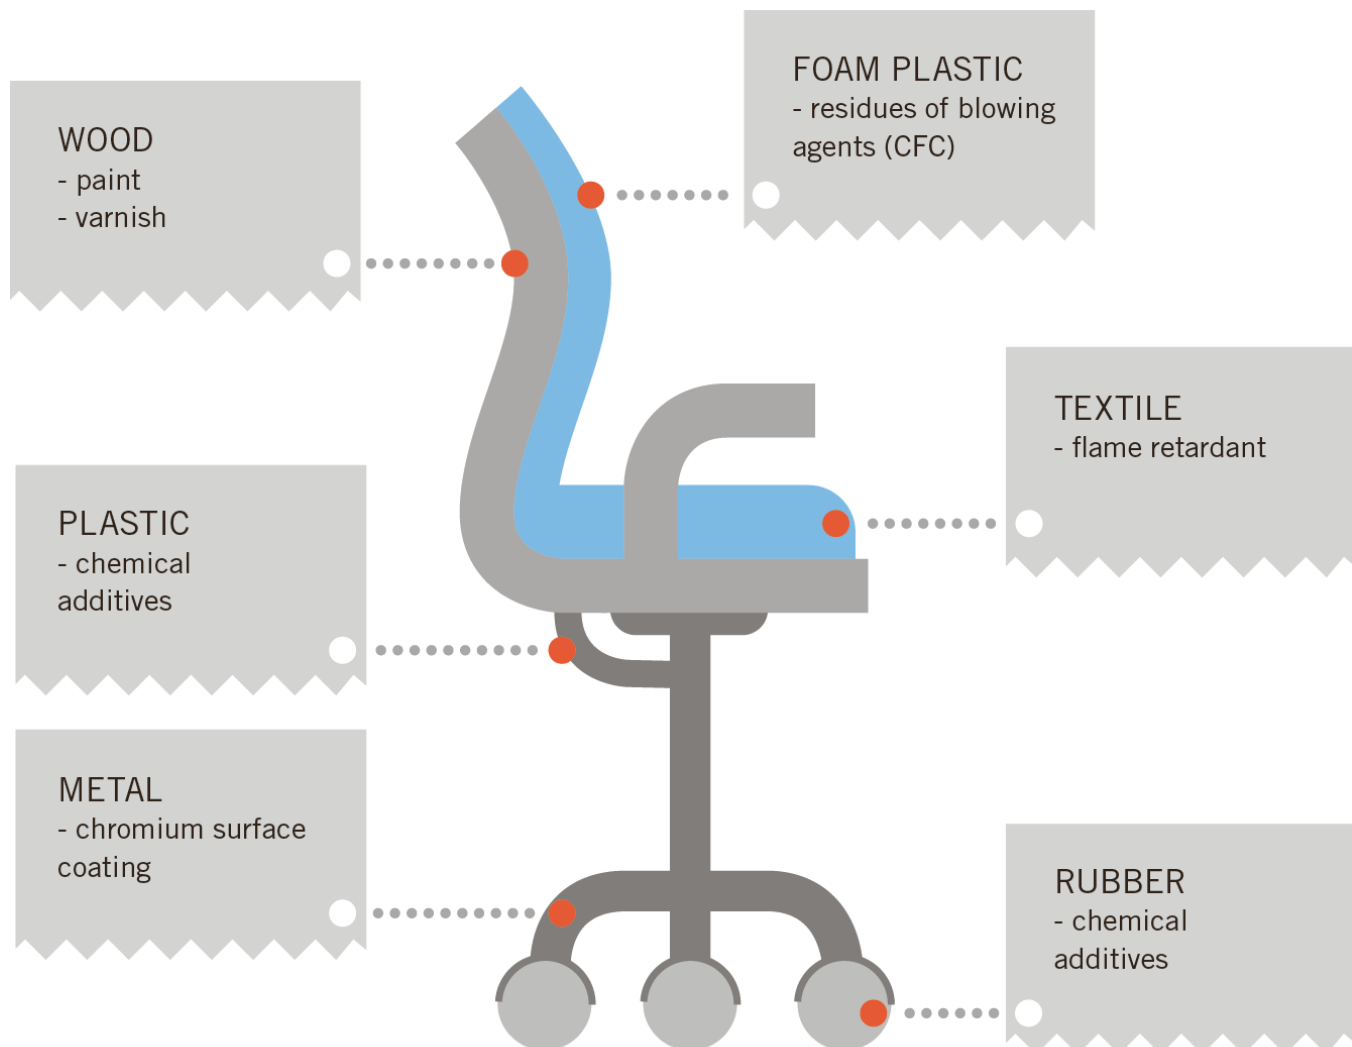 WOOD
- paint
- varnish
FOAM PLASTIC
- residues of blowing
agents (CFC)
TEXTILE
- flame retardant
PLASTIC
- chemical
additives
METAL
- chromium surface
coating
RUBBER
- chemical
additives